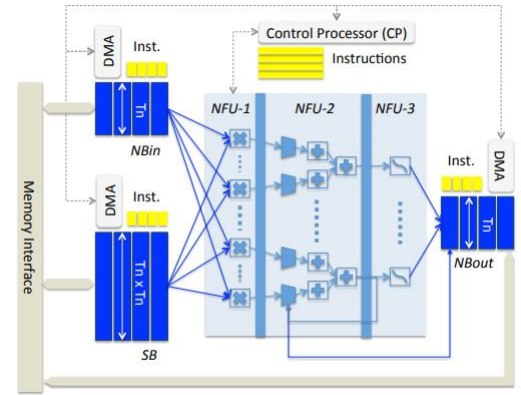 Control Processor (CP)
Instructions
DMA
Inst.
Tn
NBin
NFU-1
NFU-2
NFU-3
DMA
Inst.
Tn x Tn
SB
Memory Interface
Inst.
DMA
Tn
NBout